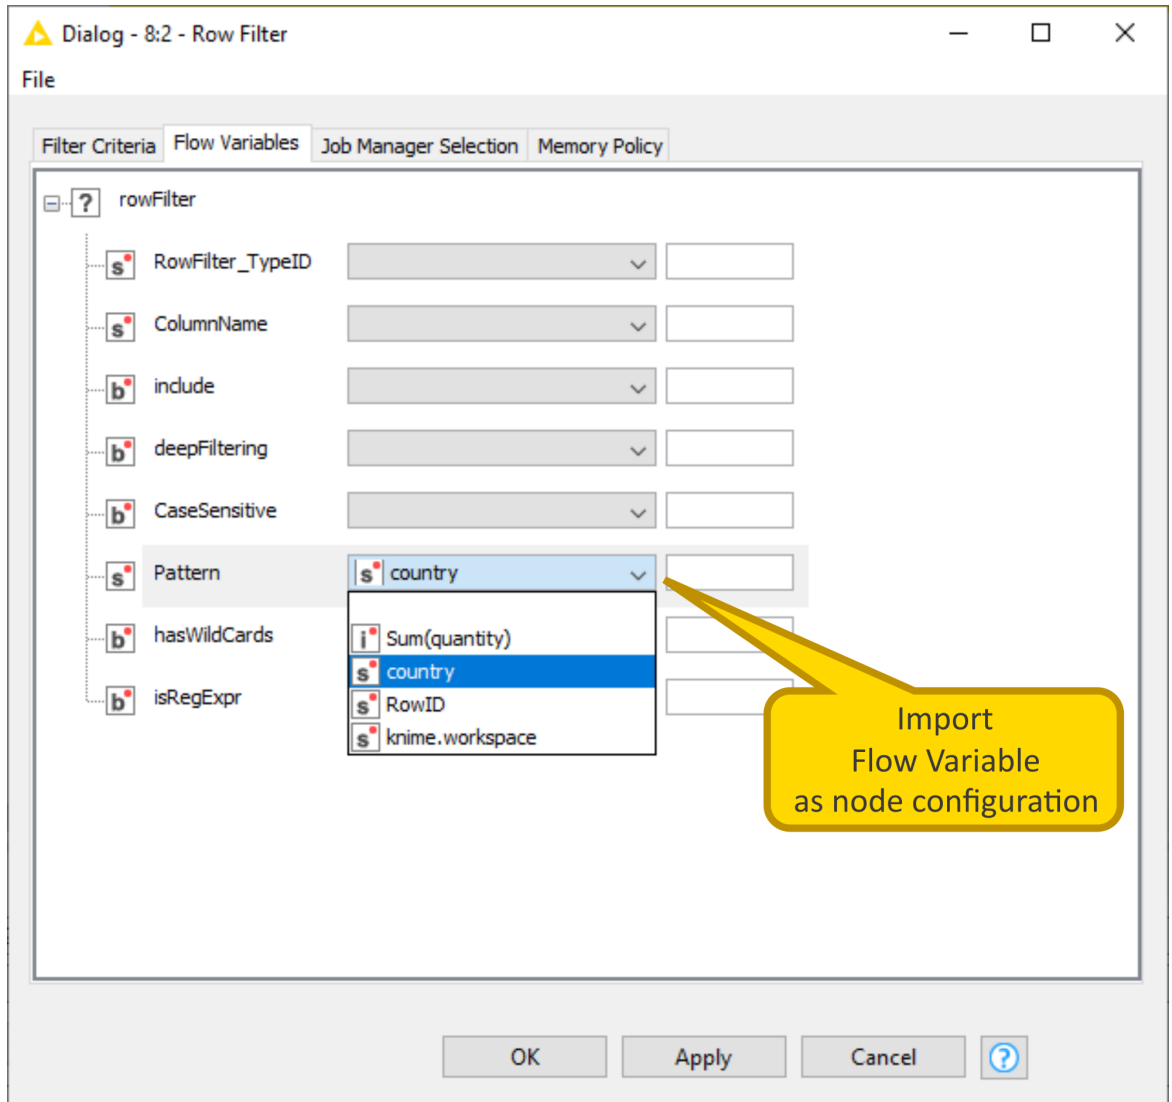 Dialog - 8:2 - Row Filter
File
Filter Criteria Flow Variables Job Manager Selection Memory Policy
? rowFilter
s RowFilter_TypeID
s ColumnName
b include
b deepFiltering
b CaseSensitive
s Pattern s country
b hasWildCards
i Sum(quantity)
s country
b isRegExpr
s RowID
s knime.workspace
Import
Flow Variable
as node configuration
OK Apply Cancel ?